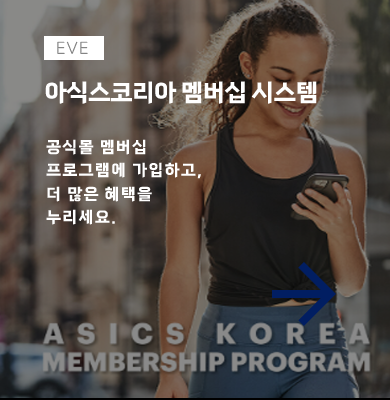 EVE
아식스코리아 멤버십 시스템
공식몰 멤버십
프로그램에 가입하고,
더 많은 혜택을
누리세요.
ASICS KOREA
MEMBERSHIP PROGRAM